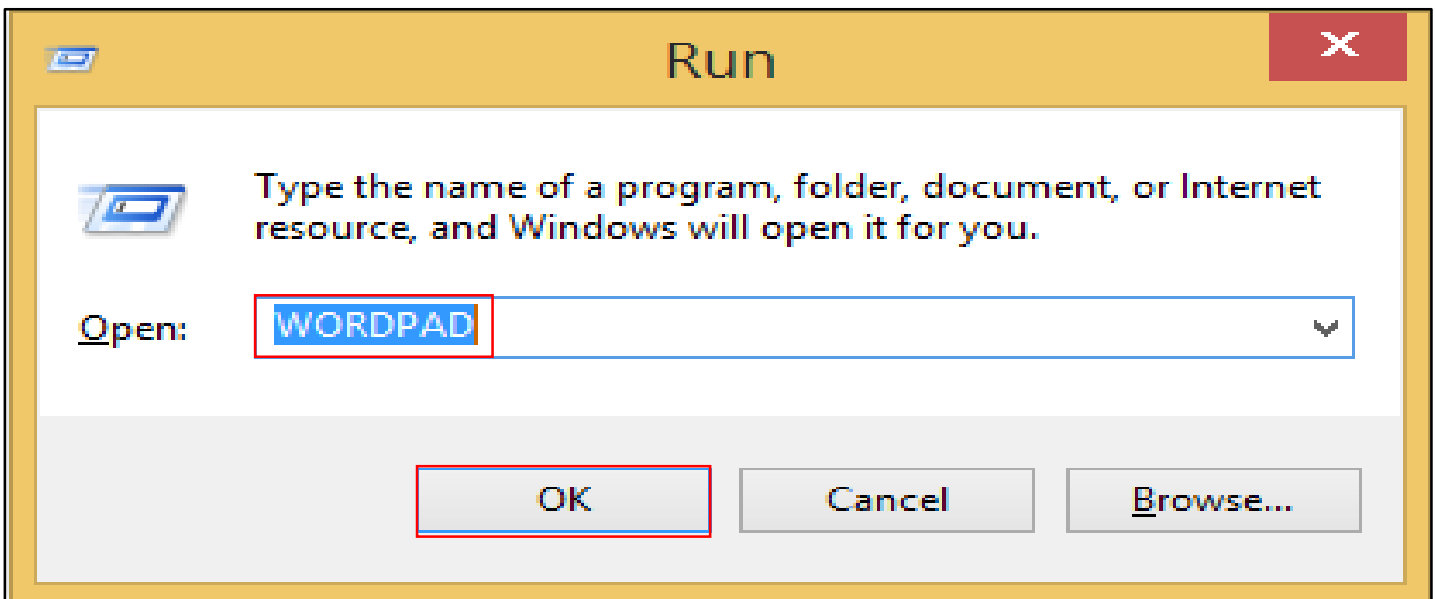 Run
Type the name of a program, folder, document, or Internet
resource, and Windows will open it for you.
Open: WORDPAD
OK Cancel Browse...